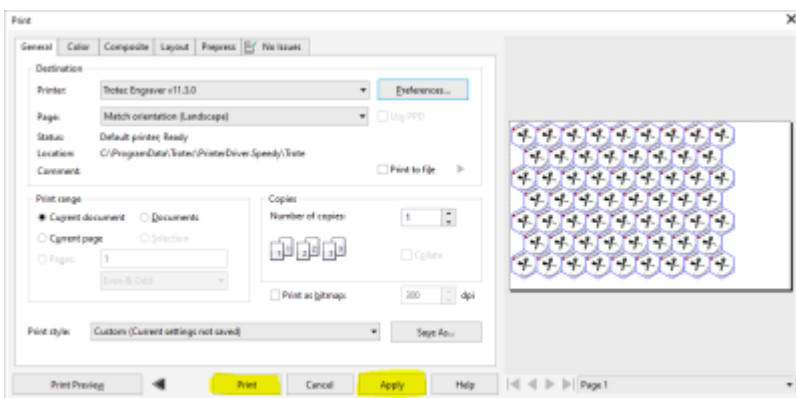 Print
General Color Composite Layout Prepress No Issues
Destination
Printer: Trotec Engraver v11.3.0 Preferences...
Page: Match orientation (Landscape) Use PPD
Status: Default printer; Ready
Location: C:\ProgramData\Trotec\PrinterDriver.Speedy\Trote
Comment: Print to file
Print range
Current document Documents
Current page Selection
Pages: 1
Even & Odd
Copies
Number of copies: 1
Collate
Print as bitmap: 300 dpi
Print style: Custom (Current settings not saved) Save As...
Print Preview Print Cancel Apply Help Page 1